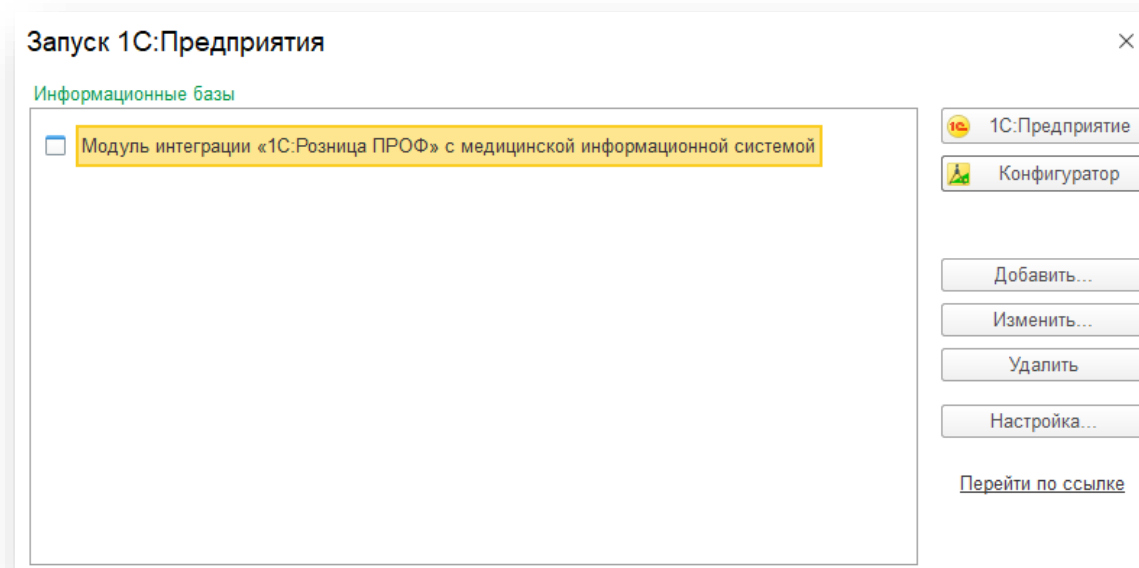 Запуск 1С:Предприятия
Информационные базы
Модуль интеграции «1С:Розница ПРОФ» с медицинской информационной системой
1С:Предприятие
Конфигуратор
Добавить...
Изменить...
Удалить
Настройка...
Перейти по ссылке